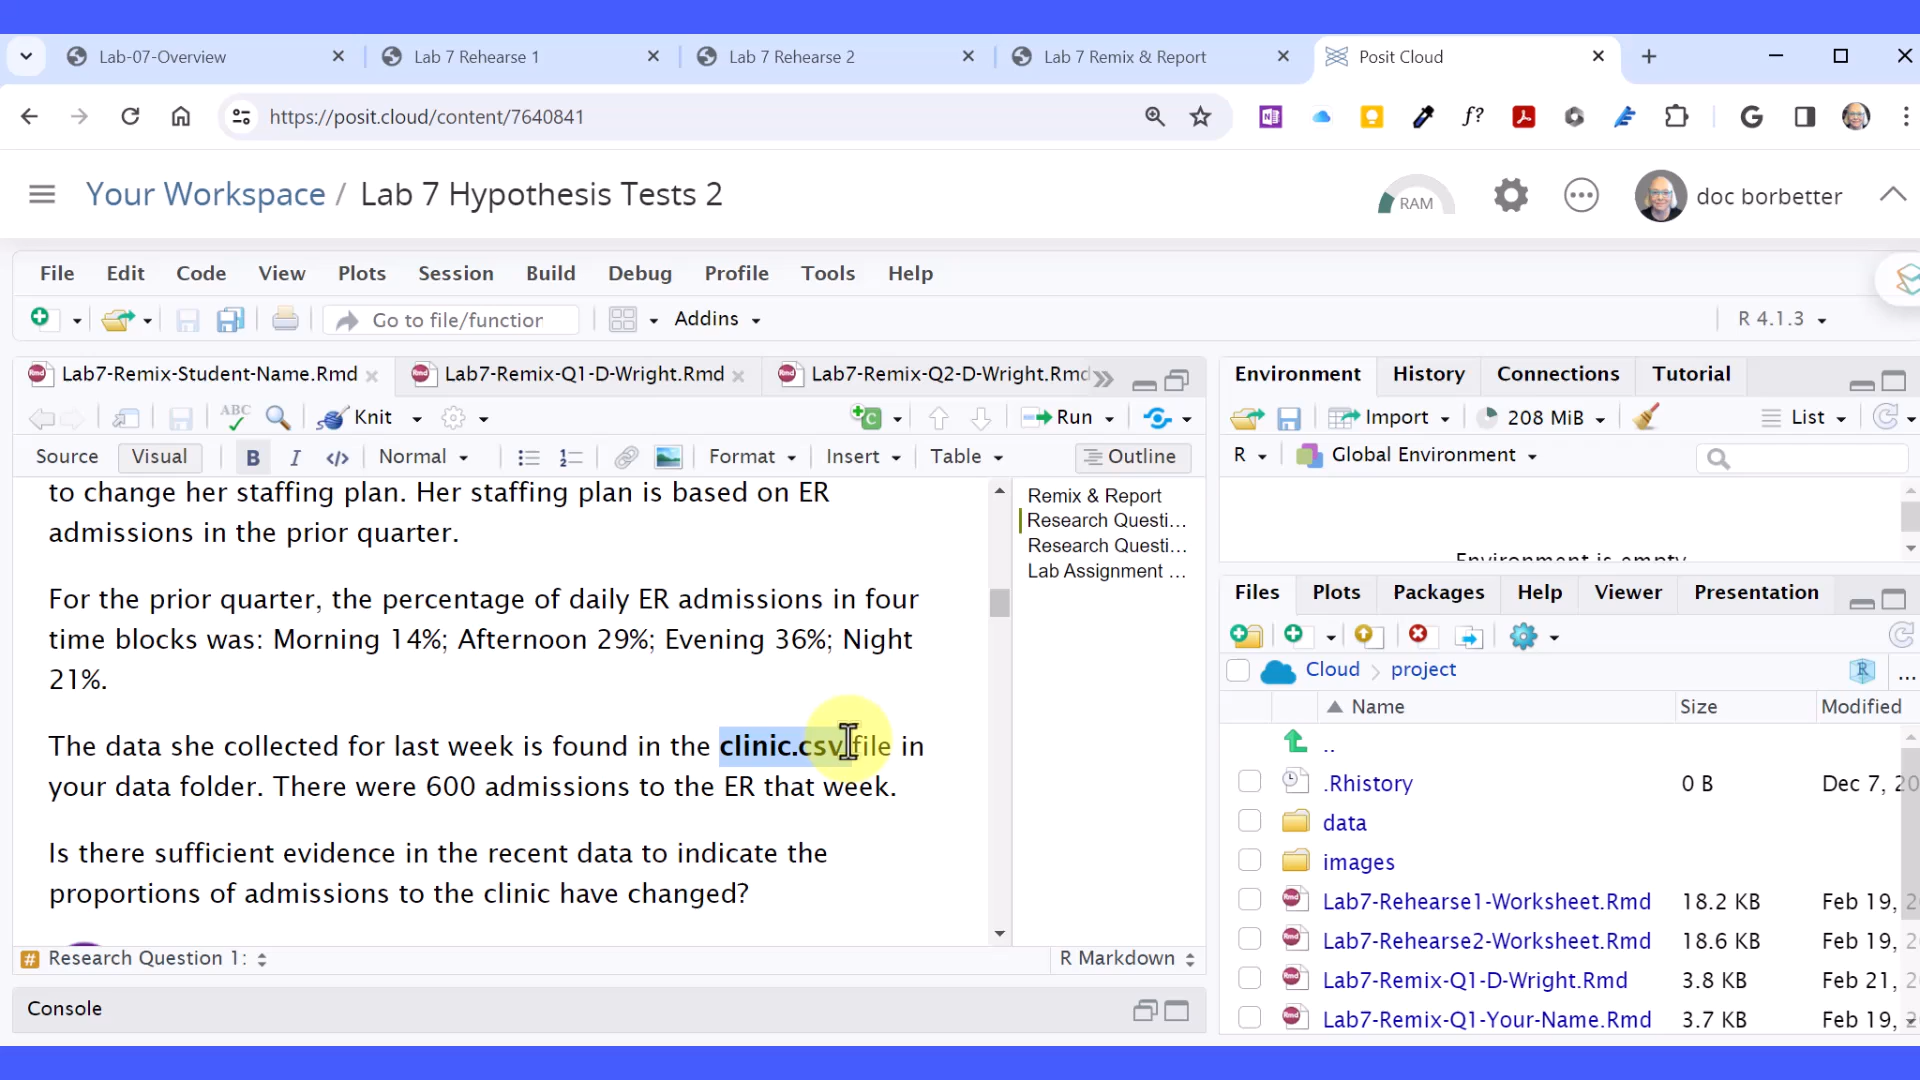 Lab-07-Overview
Lab 7 Rehearse 1
Lab 7 Rehearse 2
Lab 7 Remix & Report
Posit Cloud
https://posit.cloud/content/7640841
Your Workspace / Lab 7 Hypothesis Tests 2
RAM
doc borbetter
File Edit Code View Plots Session Build Debug Profile Tools Help
Go to file/function
Addins
R 4.1.3
Lab7-Remix-Student-Name.Rmd
Lab7-Remix-Q1-D-Wright.Rmd
Lab7-Remix-Q2-D-Wright.Rmd
ABC
Knit
Run
Source Visual B I </> Normal Format Insert Table Outline
to change her staffing plan. Her staffing plan is based on ER
admissions in the prior quarter.
For the prior quarter, the percentage of daily ER admissions in four
time blocks was: Morning 14%; Afternoon 29%; Evening 36%; Night
21%.
The data she collected for last week is found in the clinic.csv file in
your data folder. There were 600 admissions to the ER that week.
Is there sufficient evidence in the recent data to indicate the
proportions of admissions to the clinic have changed?
Remix & Report
Research Questi...
Research Questi...
Lab Assignment ...
# Research Question 1:
R Markdown
Console
Environment History Connections Tutorial
Import
208 MiB
List
R
Global Environment
Environment is empty
Files Plots Packages Help Viewer Presentation
Cloud project
...
Name Size Modified
..
.Rhistory 0 B Dec 7, 20
data
images
Lab7-Rehearse1-Worksheet.Rmd 18.2 KB Feb 19, 2
Lab7-Rehearse2-Worksheet.Rmd 18.6 KB Feb 19, 2
Lab7-Remix-Q1-D-Wright.Rmd 3.8 KB Feb 21, 2
Lab7-Remix-Q1-Your-Name.Rmd 3.7 KB Feb 19, 2